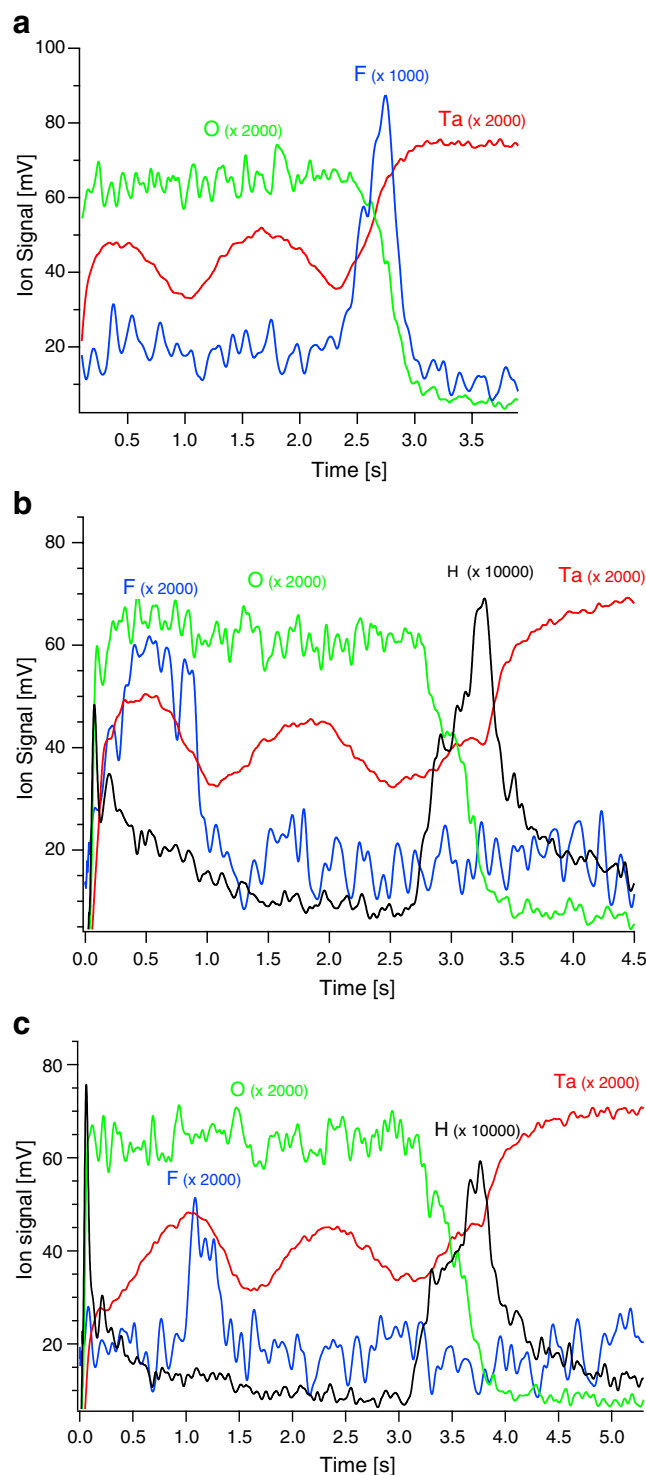 a
100
F (x 1000)
80
O (x 2000)
Ta (x 2000)
60
Ion Signal [mV]
40
20
0.5 1.0 1.5 2.0 2.5 3.0 3.5
Time [s]
b
80
H (x 10000)
F (x 2000)
O (x 2000)
Ta (x 2000)
60
Ion Signal [mV]
40
20
0.0 0.5 1.0 1.5 2.0 2.5 3.0 3.5 4.0 4.5
Time [s]
c
80
O (x 2000)
Ta (x 2000)
H (x 10000)
60
F (x 2000)
Ion signal [mV]
40
20
0.0 0.5 1.0 1.5 2.0 2.5 3.0 3.5 4.0 4.5 5.0
Time [s]